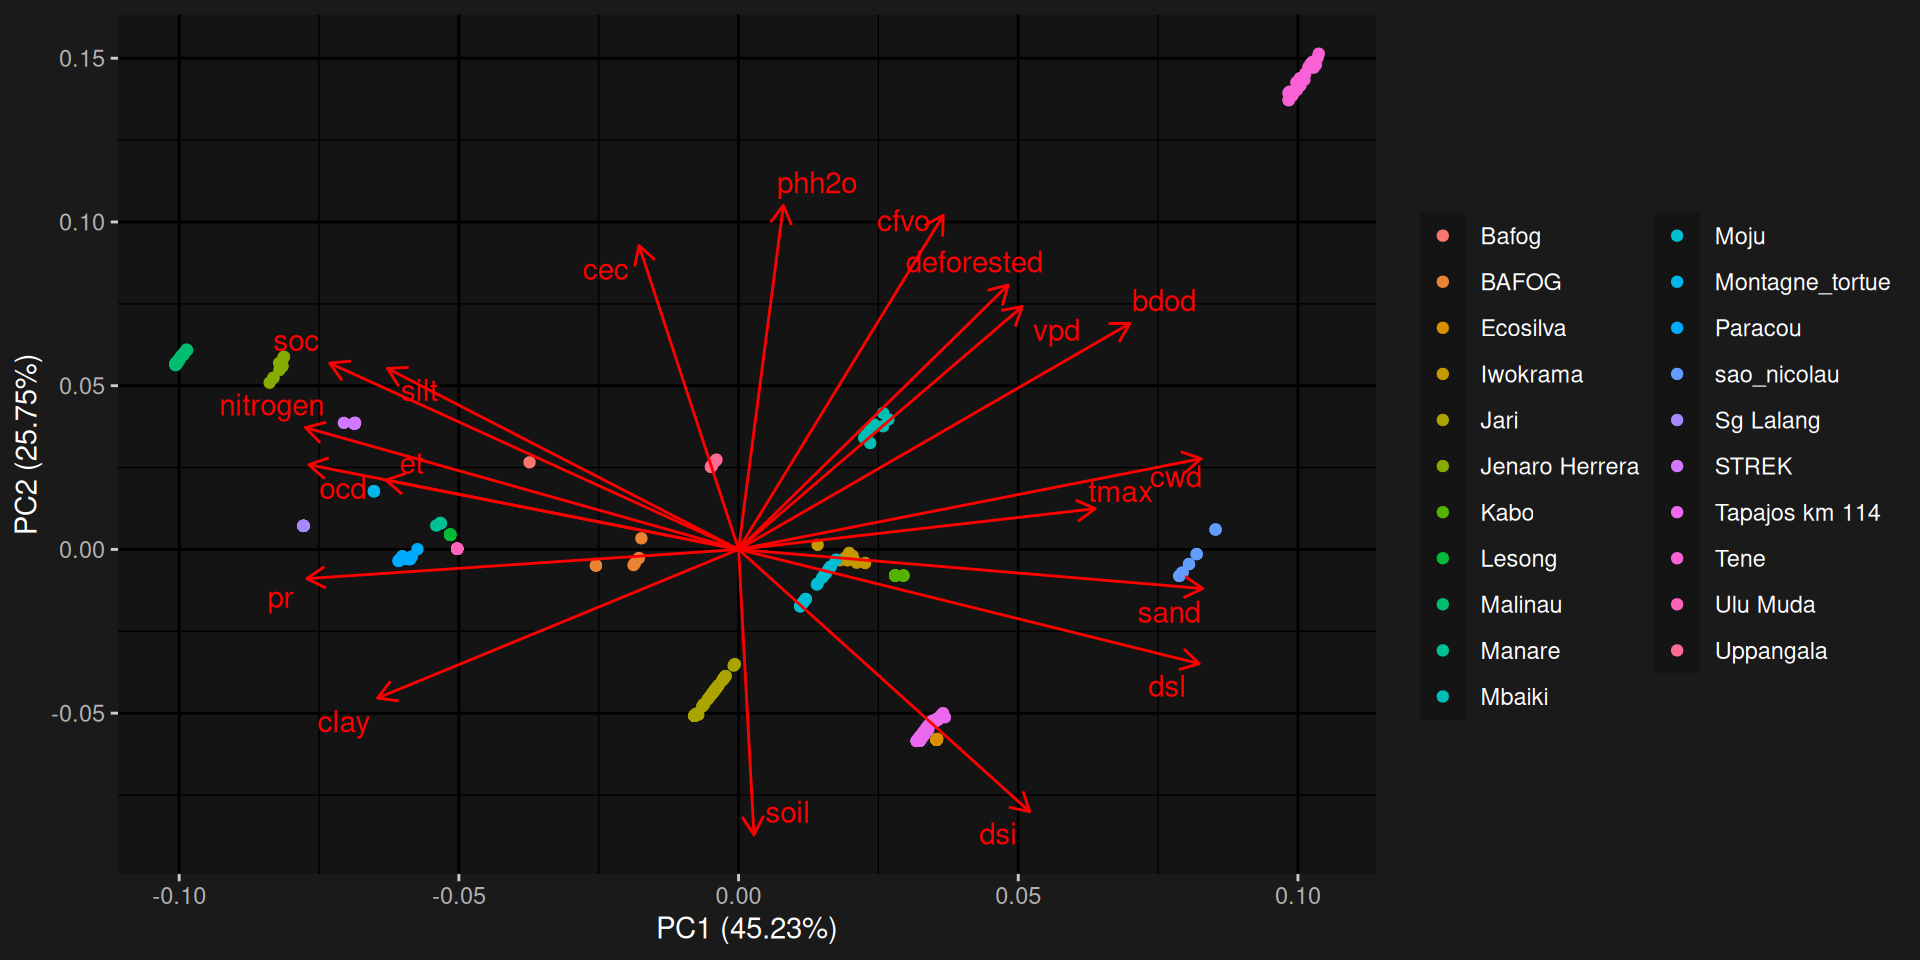 0.15
0.10
0.05
0.00
-0.05
PC2 (25.75%)
-0.10
-0.05
0.00
0.05
0.10
PC1 (45.23%)
phh2o
cfvo
cec
deforested
bdod
vpd
soc
silt
nitrogen
et
ocd
cwd
tmax
pr
sand
dsl
clay
soil
dsi
Bafog
BAFOG
Ecosilva
Iwokrama
Jari
Jenaro Herrera
Kabo
Lesong
Malinau
Manare
Mbaiki
Moju
Montagne_tortue
Paracou
sao_nicolau
Sg Lalang
STREK
Tapajos km 114
Tene
Ulu Muda
Uppangala